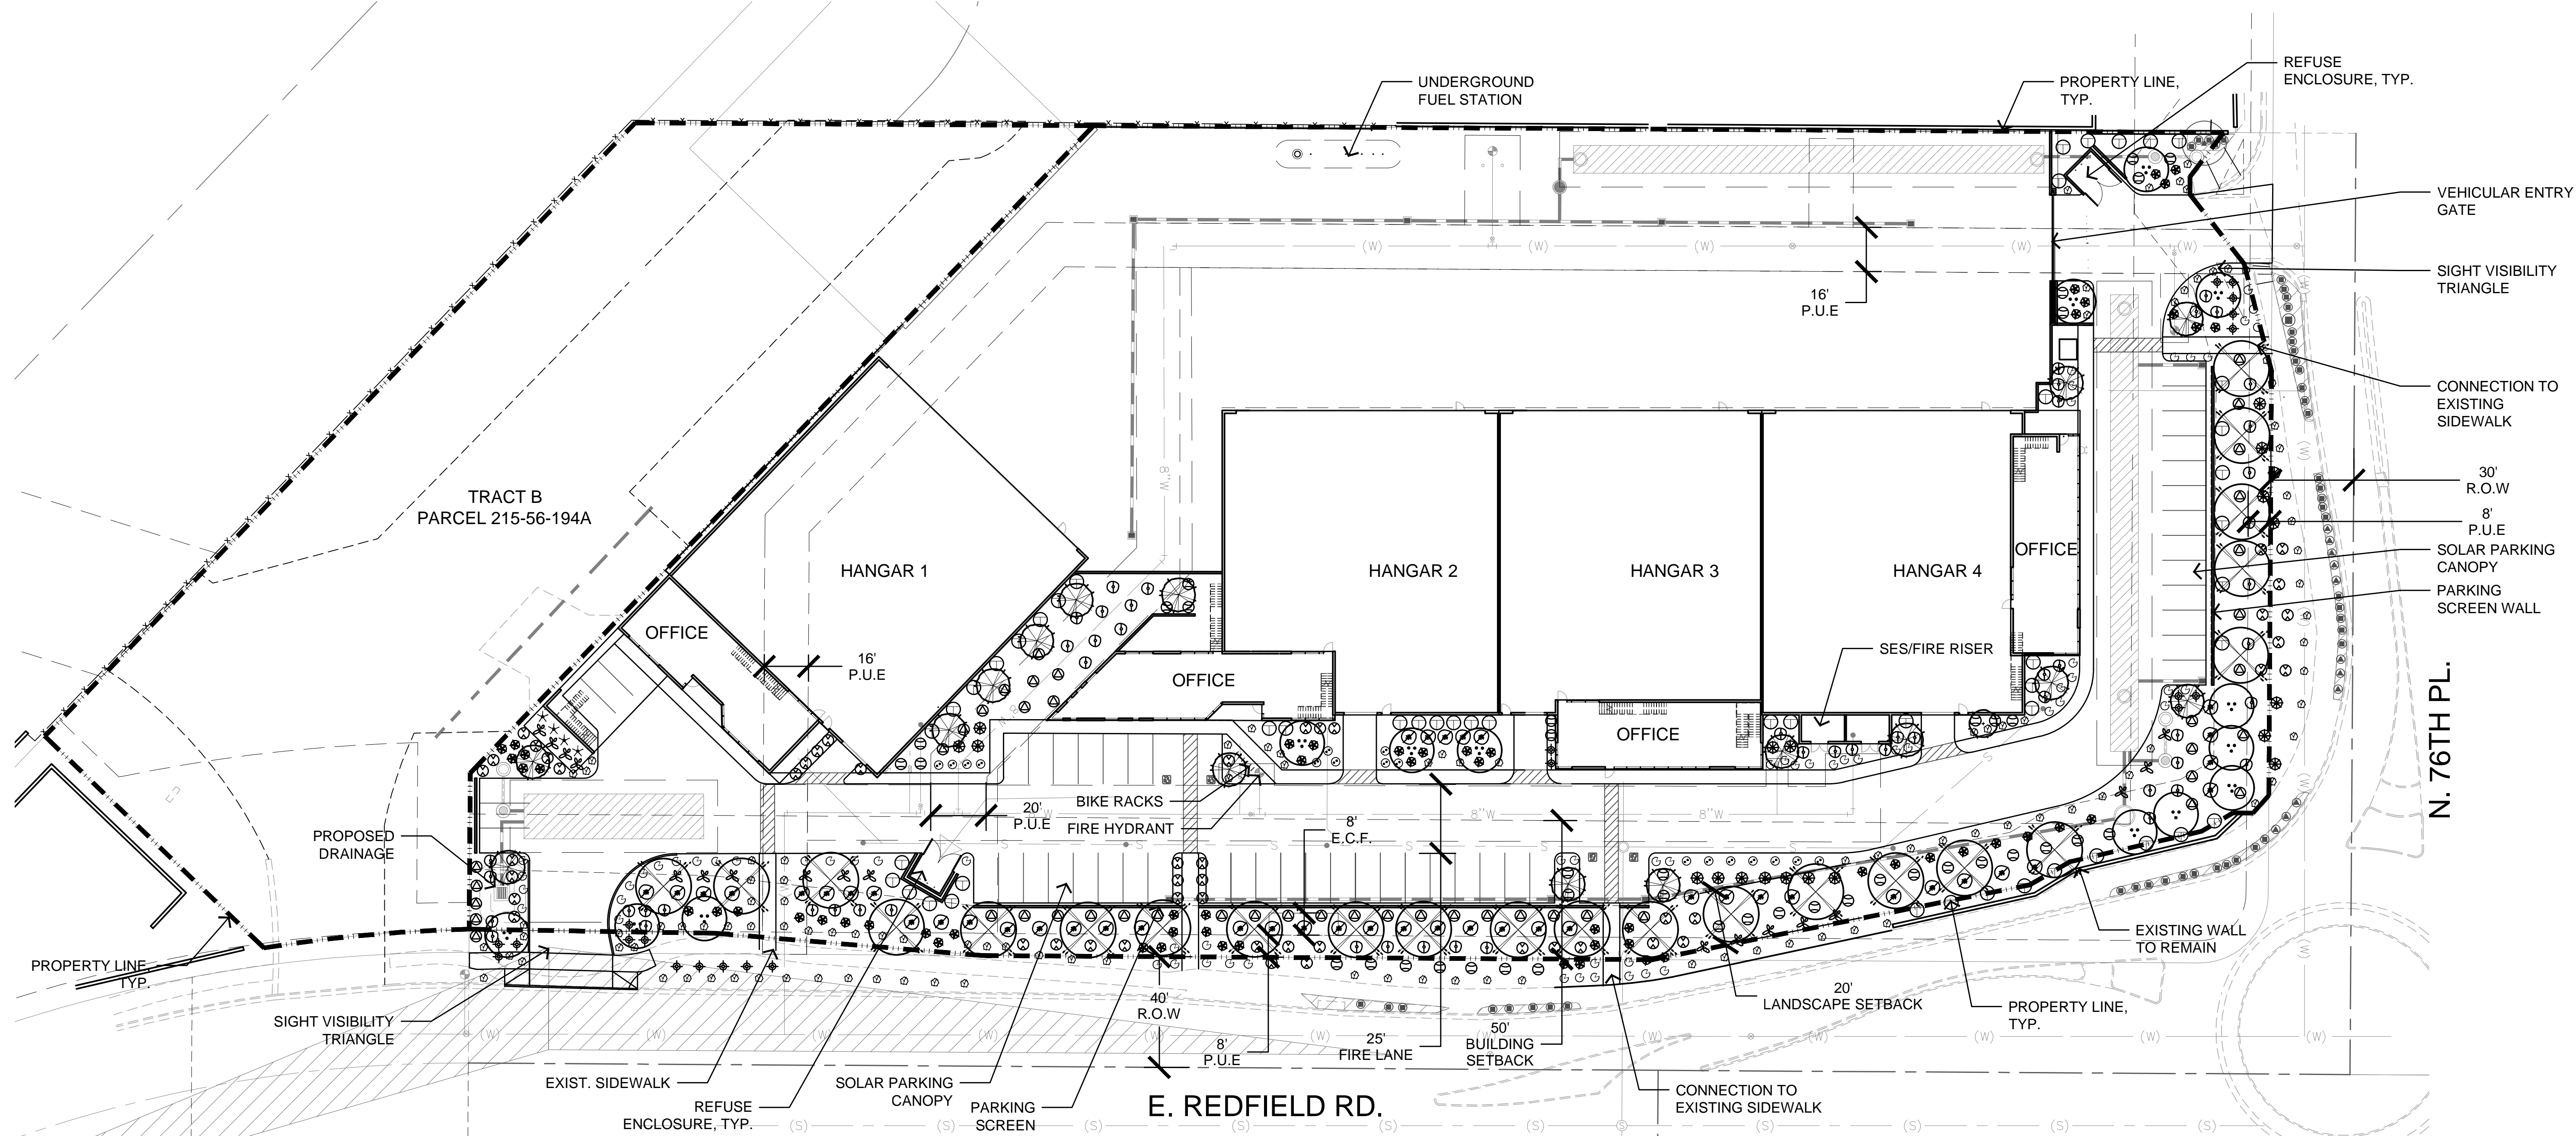 UNDERGROUND
FUEL STATION
PROPERTY LINE,
TYP.
REFUSE
ENCLOSURE, TYP.
VEHICULAR ENTRY
GATE
(W)
(W)
(W)
(W)
(W)
SIGHT VISIBILITY
TRIANGLE
16'
P.U.E
CONNECTION TO
EXISTING
SIDEWALK
30'
R.O.W
8'
P.U.E
8"W
TRACT B
PARCEL 215-56-194A
HANGAR 1
HANGAR 2
HANGAR 3
HANGAR 4
OFFICE
SOLAR PARKING
CANOPY
PARKING
SCREEN WALL
OFFICE
SES/FIRE RISER
16'
P.U.E
OFFICE
OFFICE
N. 76TH PL.
BIKE RACKS
20'
P.U.E
FIRE HYDRANT
8'
E.C.F.
8"W
8"W
PROPOSED
DRAINAGE
PROPERTY LINE,
TYP.
EXISTING WALL
TO REMAIN
SIGHT VISIBILITY
TRIANGLE
40'
R.O.W
8'
P.U.E
25'
FIRE LANE
50'
BUILDING
SETBACK
20'
LANDSCAPE SETBACK
PROPERTY LINE,
TYP.
(W)
(W)
(W)
(W)
(W)
(W)
(W)
(W)
(W)
(W)
(W)
(W)
EXIST. SIDEWALK
REFUSE
ENCLOSURE, TYP.
SOLAR PARKING
CANOPY
PARKING
SCREEN
E. REDFIELD RD.
CONNECTION TO
EXISTING SIDEWALK
(S)
(S)
(S)
(S)
(S)
(S)
(S)
(S)
(S)
(S)